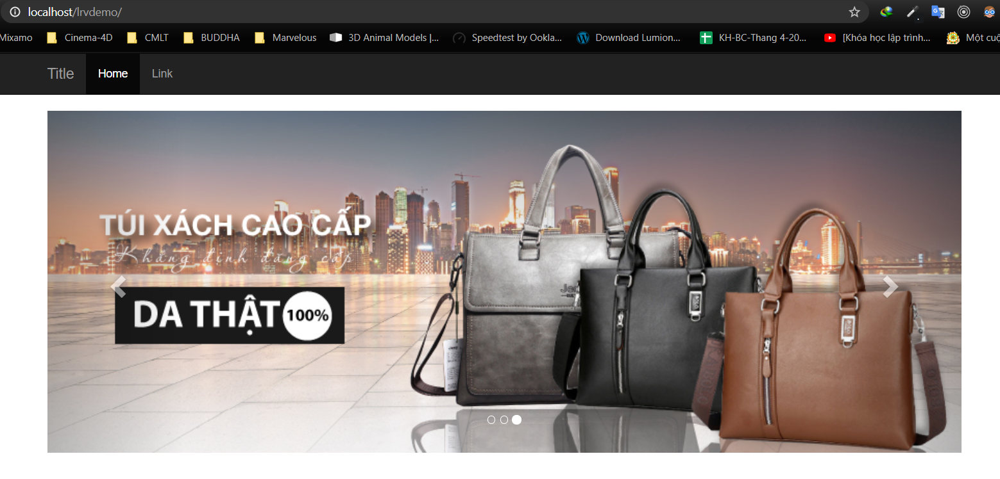 localhost/lrvdemo/
Mixamo Cinema-4D CMLT BUDDHA Marvelous 3D Animal Models |... Speedtest by Ookla... Download Lumion... KH-BC-Thang 4-20... [Khóa học lập trình... Một cuộ
Title Home Link
TÚI XÁCH CAO CẤP
Khẳng định đẳng cấp
DA THẬT 100%